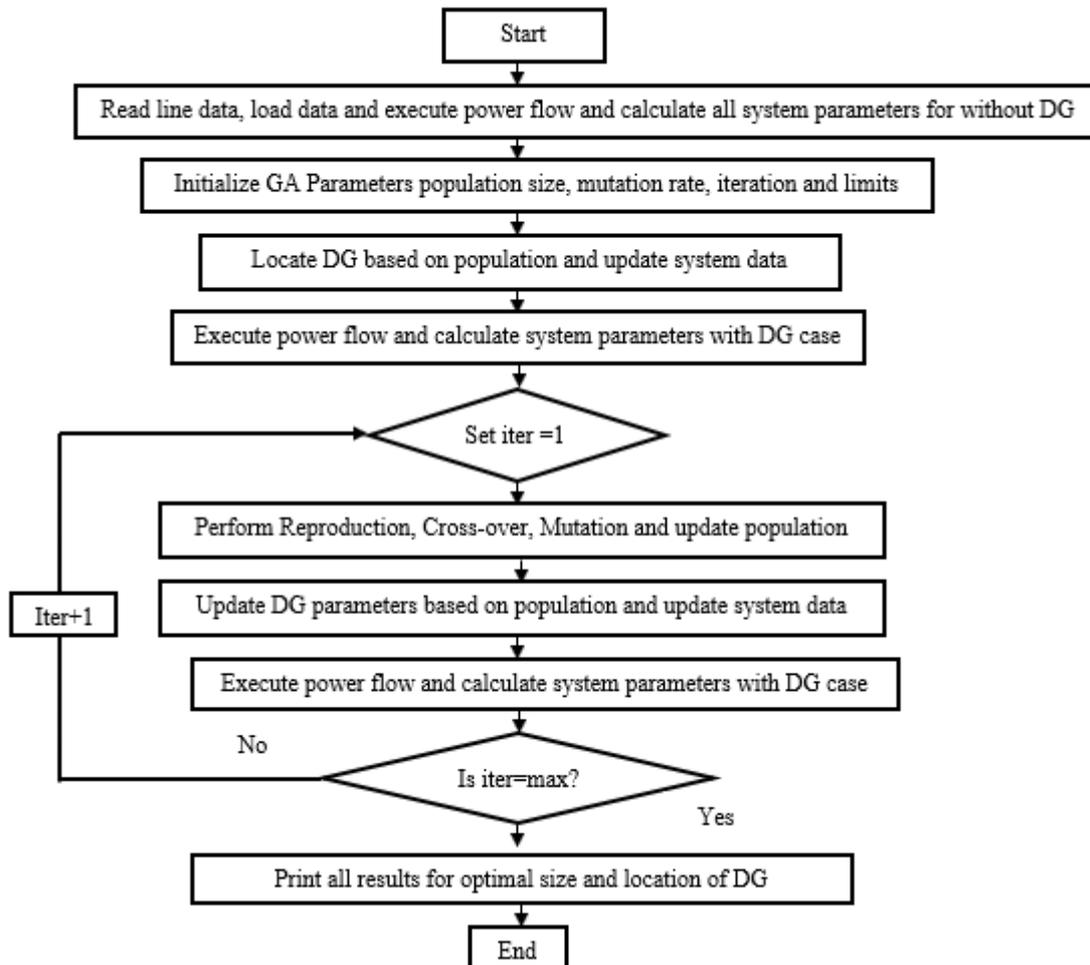 Start
Read line data, load data and execute power flow and calculate all system parameters for without DG
Initialize GA Parameters population size, mutation rate, iteration and limits
Locate DG based on population and update system data
Execute power flow and calculate system parameters with DG case
Set iter =1
Perform Reproduction, Cross-over, Mutation and update population
Update DG parameters based on population and update system data
Iter+1
Execute power flow and calculate system parameters with DG case
No
Is iter=max?
Yes
Print all results for optimal size and location of DG
End